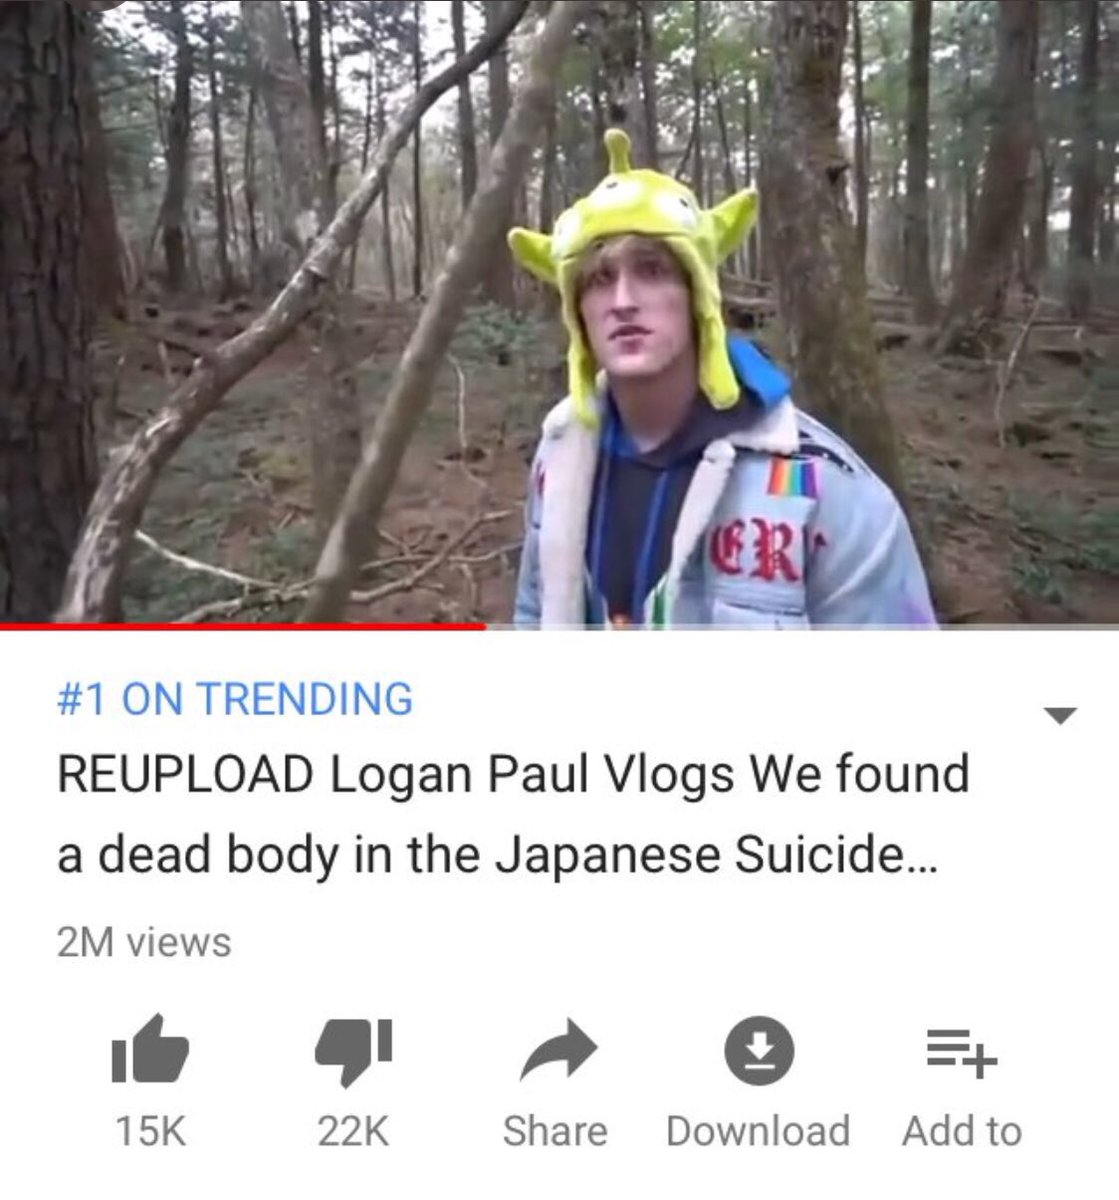 ER
#1 ON TRENDING
REUPLOAD Logan Paul Vlogs We found
a dead body in the Japanese Suicide...
2M views
15K 22K Share Download Add to